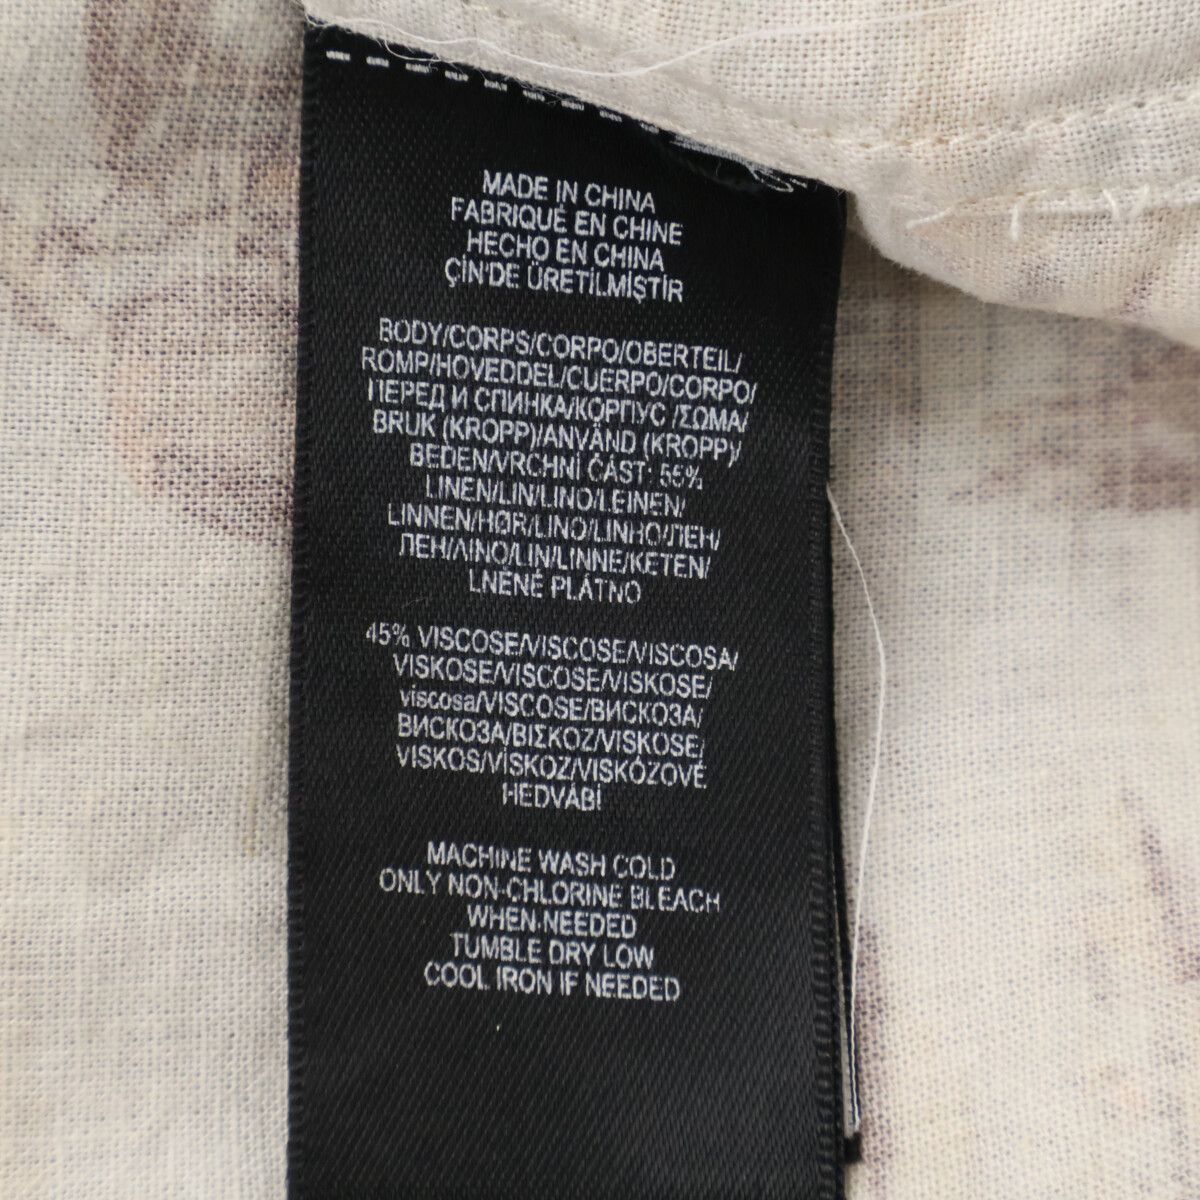 MADE IN CHINA
FABRIQUÉ EN CHINE
HECHO EN CHINA
ÇİN'DE ÜRETİLMİŞTİR
BODY/CORPS/CORPO/OBERTEIL/
ROMP/HOVEDDEL/CUERPO/CORPO/
ПЕРЕД И СПИНКА/КОРПУС /ΣΩΜΑ/
BRUK (KROPP)/ANVÄND (KROPP)/
BEDEN/VRCHNÍ ČÁST: 55%
LINEN/LIN/LINO/LEINEN/
LINNEN/HØR/LINO/LINHO/ЛЕН/
ЛЕН/ΛΙΝΟ/LIN/LINNE/KETEN/
LNĚNÉ PLÁTNO
45% VISCOSE/VISCOSE/VISCOSA/
VISKOSE/VISCOSE/VISKOSE/
viscosa/VISCOSE/ВИСКОЗА/
ВИСКОЗА/ΒΙΣΚΟΖ/VISKOSE/
VISKOS/VİSKOZ/VISKÓZOVÉ
HEDVÁBÍ
MACHINE WASH COLD
ONLY NON-CHLORINE BLEACH
WHEN NEEDED
TUMBLE DRY LOW
COOL IRON IF NEEDED